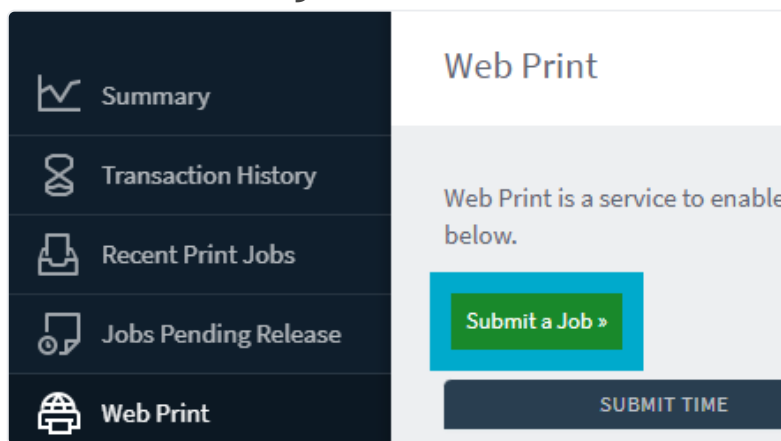 Summary
Transaction History
Recent Print Jobs
Jobs Pending Release
Web Print
Web Print
Web Print is a service to enable
below.
Submit a Job »
SUBMIT TIME